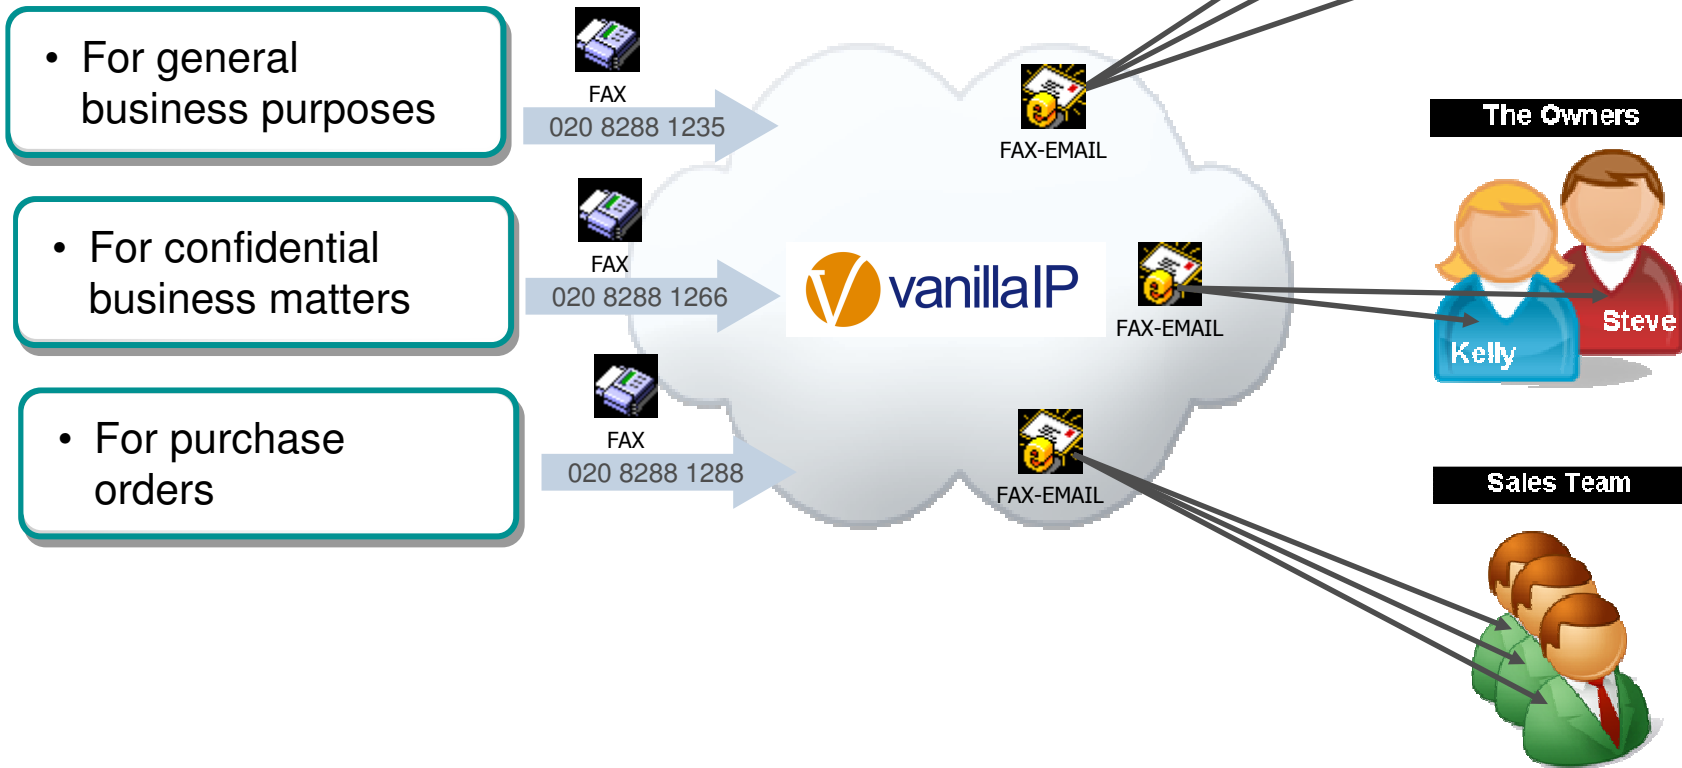 • For general
business purposes
FAX
020 8288 1235
FAX-EMAIL
The Owners
• For confidential
business matters
FAX
020 8288 1266
vanillaIP
FAX-EMAIL
Steve
Kelly
• For purchase
orders
FAX
020 8288 1288
FAX-EMAIL
Sales Team